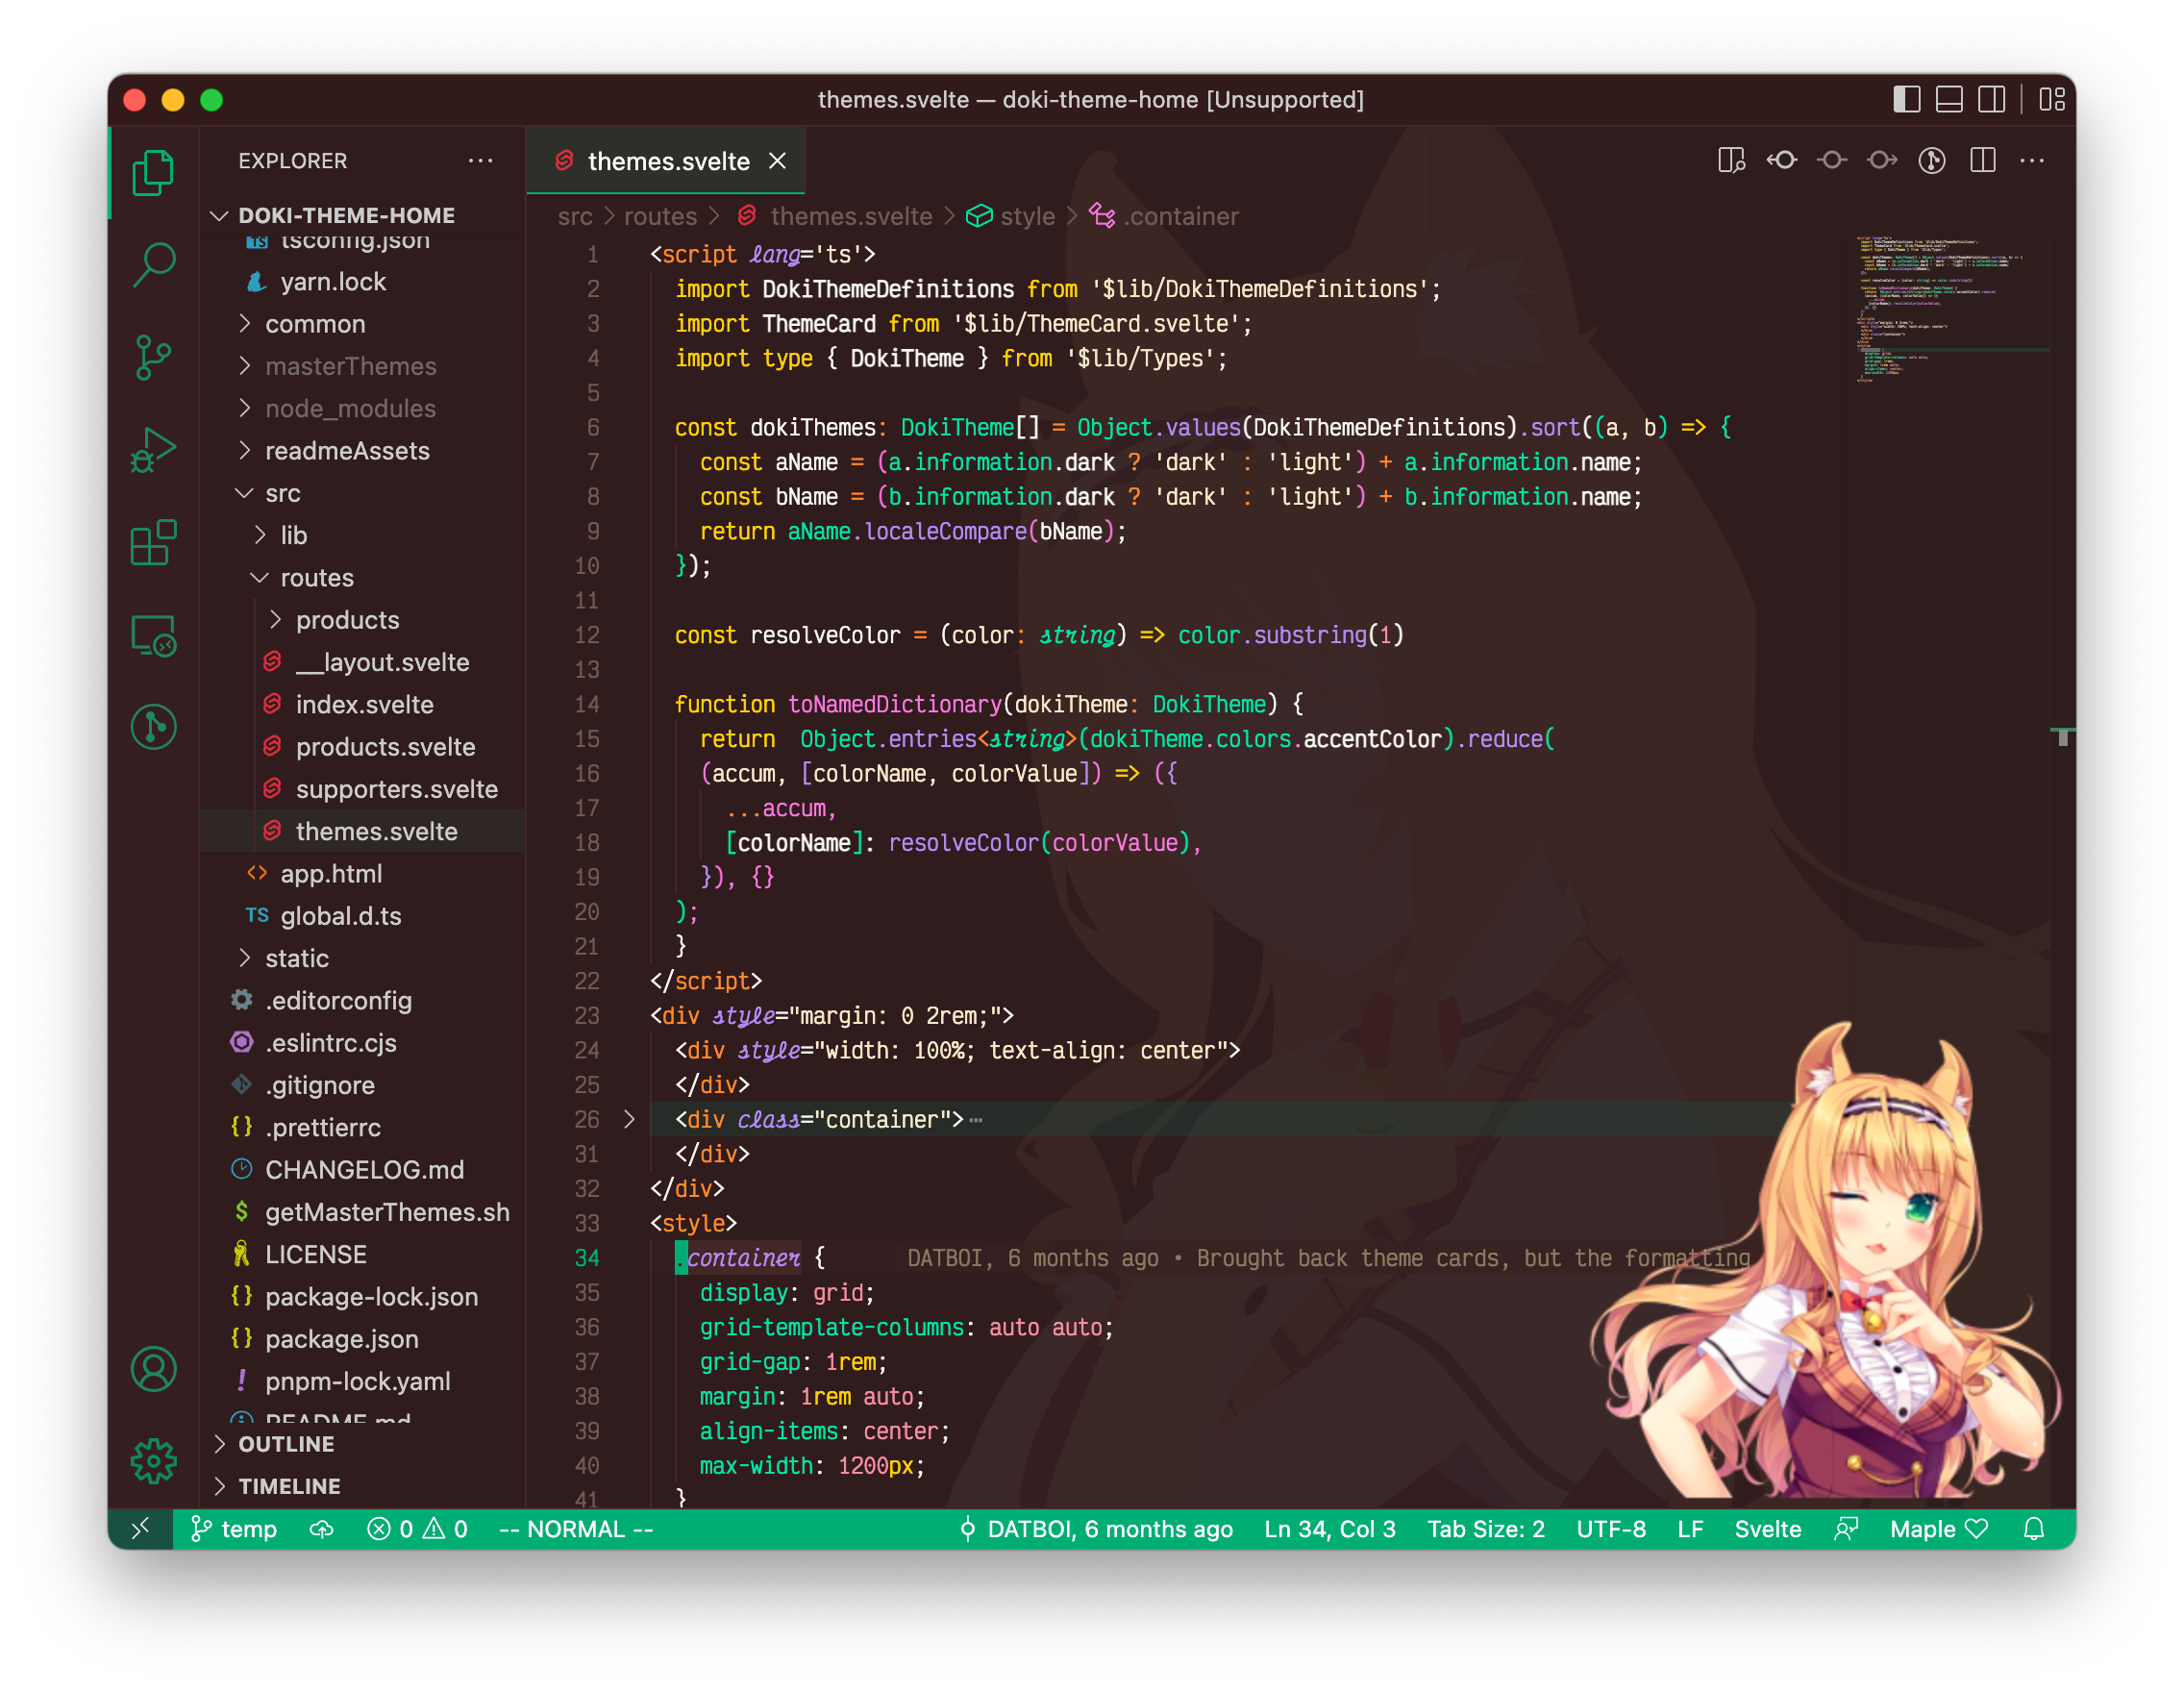 themes.svelte — doki-theme-home [Unsupported]
EXPLORER
DOKI-THEME-HOME
tsconfig.json
yarn.lock
common
masterThemes
node_modules
readmeAssets
src
lib
routes
products
__layout.svelte
index.svelte
products.svelte
supporters.svelte
themes.svelte
app.html
TS global.d.ts
static
.editorconfig
.eslintrc.cjs
.gitignore
{} .prettierrc
CHANGELOG.md
$ getMasterThemes.sh
LICENSE
{} package-lock.json
{} package.json
! pnpm-lock.yaml
README.md
OUTLINE
TIMELINE
themes.svelte
src > routes > themes.svelte > style > .container
1 <script lang='ts'>
2 import DokiThemeDefinitions from '$lib/DokiThemeDefinitions';
3 import ThemeCard from '$lib/ThemeCard.svelte';
4 import type { DokiTheme } from '$lib/Types';
5
6 const dokiThemes: DokiTheme[] = Object.values(DokiThemeDefinitions).sort((a, b) => {
7 const aName = (a.information.dark ? 'dark' : 'light') + a.information.name;
8 const bName = (b.information.dark ? 'dark' : 'light') + b.information.name;
9 return aName.localeCompare(bName);
10 });
11
12 const resolveColor = (color: string) => color.substring(1)
13
14 function toNamedDictionary(dokiTheme: DokiTheme) {
15 return  Object.entries<string>(dokiTheme.colors.accentColor).reduce(
16 (accum, [colorName, colorValue]) => ({
17 ...accum,
18 [colorName]: resolveColor(colorValue),
19 }), {}
20 );
21 }
22 </script>
23 <div style="margin: 0 2rem;">
24 <div style="width: 100%; text-align: center">
25 </div>
26 <div class="container">⋯
31 </div>
32 </div>
33 <style>
34 .container { DATBOI, 6 months ago • Brought back theme cards, but the formatting
35 display: grid;
36 grid-template-columns: auto auto;
37 grid-gap: 1rem;
38 margin: 1rem auto;
39 align-items: center;
40 max-width: 1200px;
41 }
temp 0 0 -- NORMAL -- DATBOI, 6 months ago Ln 34, Col 3 Tab Size: 2 UTF-8 LF Svelte Maple ♡